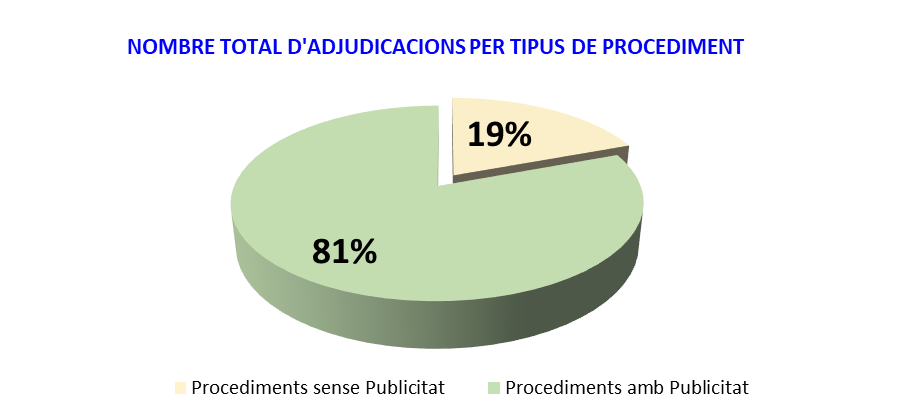 NOMBRE TOTAL D'ADJUDICACIONS PER TIPUS DE PROCEDIMENT
19%
81%
Procediments sense Publicitat
Procediments amb Publicitat